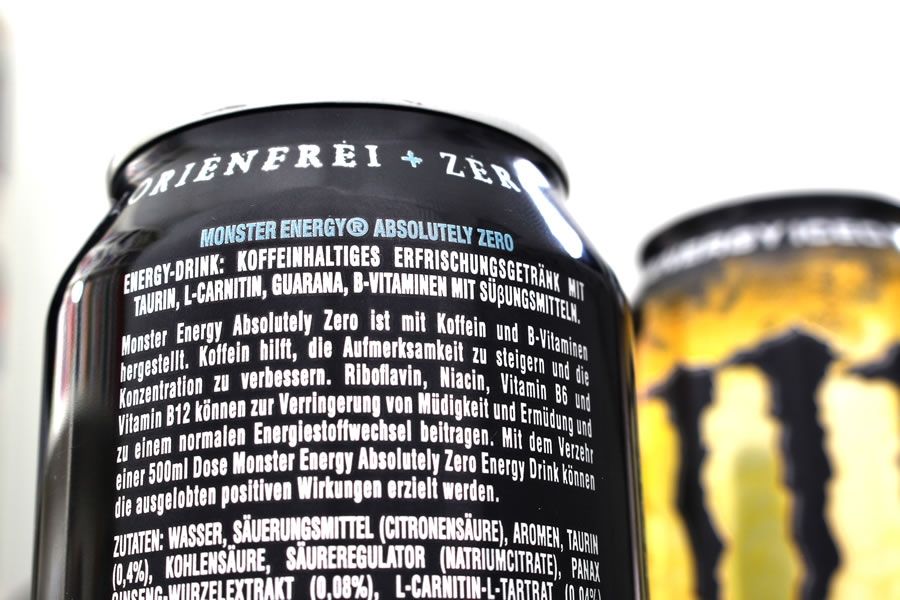 ORIENFREI + ZER
MONSTER ENERGY® ABSOLUTELY ZERO
ENERGY-DRINK: KOFFEINHALTIGES ERFRISCHUNGSGETRÄNK MIT
TAURIN, L-CARNITIN, GUARANA, B-VITAMINEN MIT SÜβUNGSMITTELN.
Monster Energy Absolutely Zero ist mit Koffein und B-Vitaminen
hergestellt. Koffein hilft, die Aufmerksamkeit zu steigern und die
Konzentration zu verbessern. Riboflavin, Niacin, Vitamin B6 und
Vitamin B12 können zur Verringerung von Müdigkeit und Ermüdung und
zu einem normalen Energiestoffwechsel beitragen. Mit dem Verzehr
einer 500ml Dose Monster Energy Absolutely Zero Energy Drink können
die ausgelobten positiven Wirkungen erzielt werden.
ZUTATEN: WASSER, SÄUERUNGSMITTEL (CITRONENSÄURE), AROMEN, TAURIN
(0,4%), KOHLENSÄURE, SÄUREREGULATOR (NATRIUMCITRATE), PANAX
GINSENG-WURZELEXTRAKT (0,08%), L-CARNITIN-L-TARTRAT (0,04%)